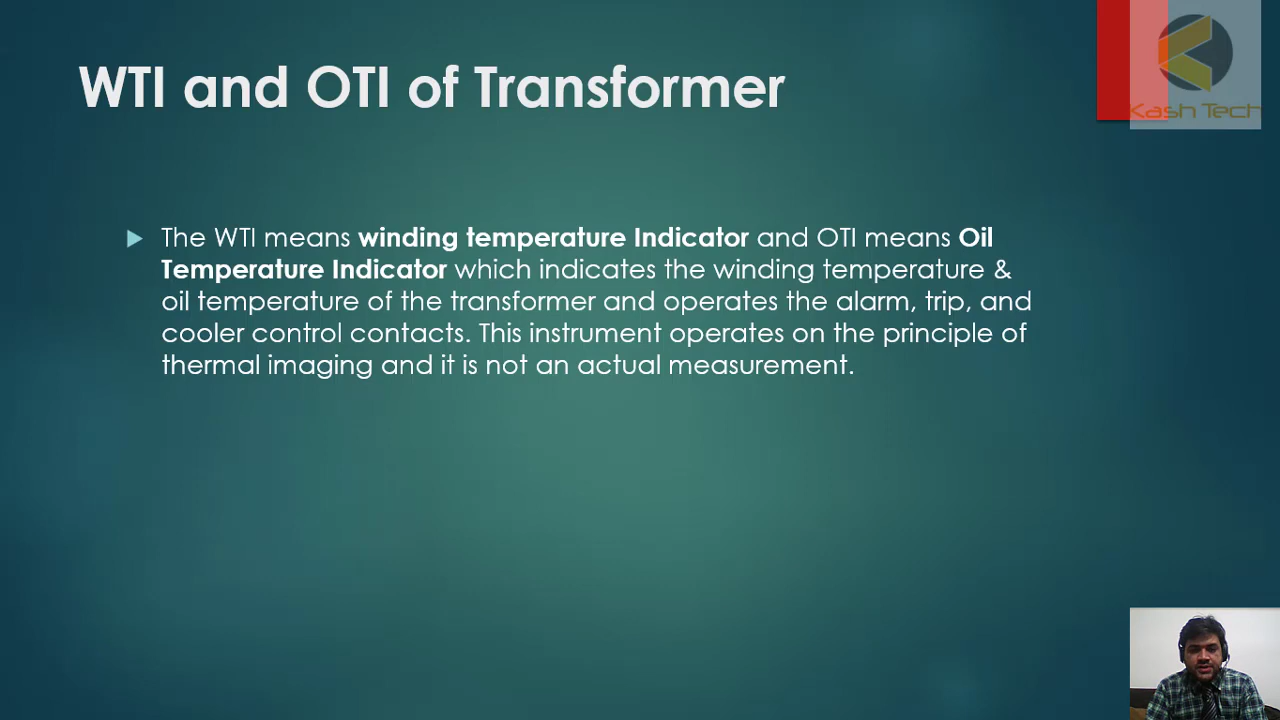 WTI and OTI of Transformer
Kash Tech
The WTI means winding temperature Indicator and OTI means Oil
Temperature Indicator which indicates the winding temperature &
oil temperature of the transformer and operates the alarm, trip, and
cooler control contacts. This instrument operates on the principle of
thermal imaging and it is not an actual measurement.